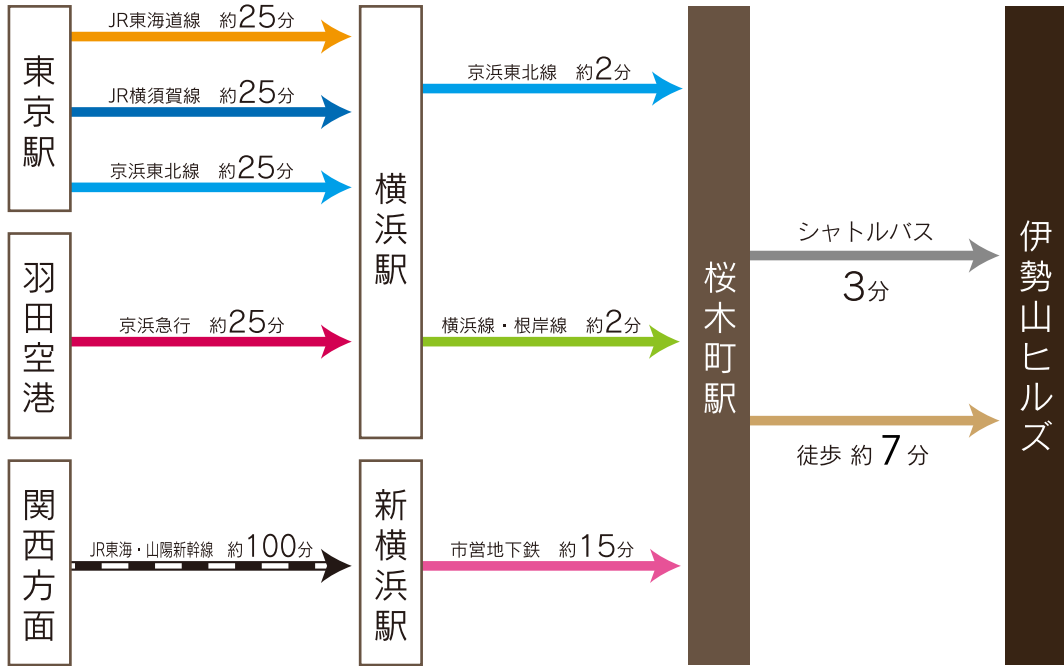 東京駅
JR東海道線 約25分
JR横須賀線 約25分
京浜東北線 約25分
羽田空港
京浜急行 約25分
横浜駅
京浜東北線 約2分
横浜線・根岸線 約2分
関西方面
JR東海・山陽新幹線 約100分
新横浜駅
市営地下鉄 約15分
桜木町駅
シャトルバス
3分
徒歩 約 7 分
伊勢山ヒルズ